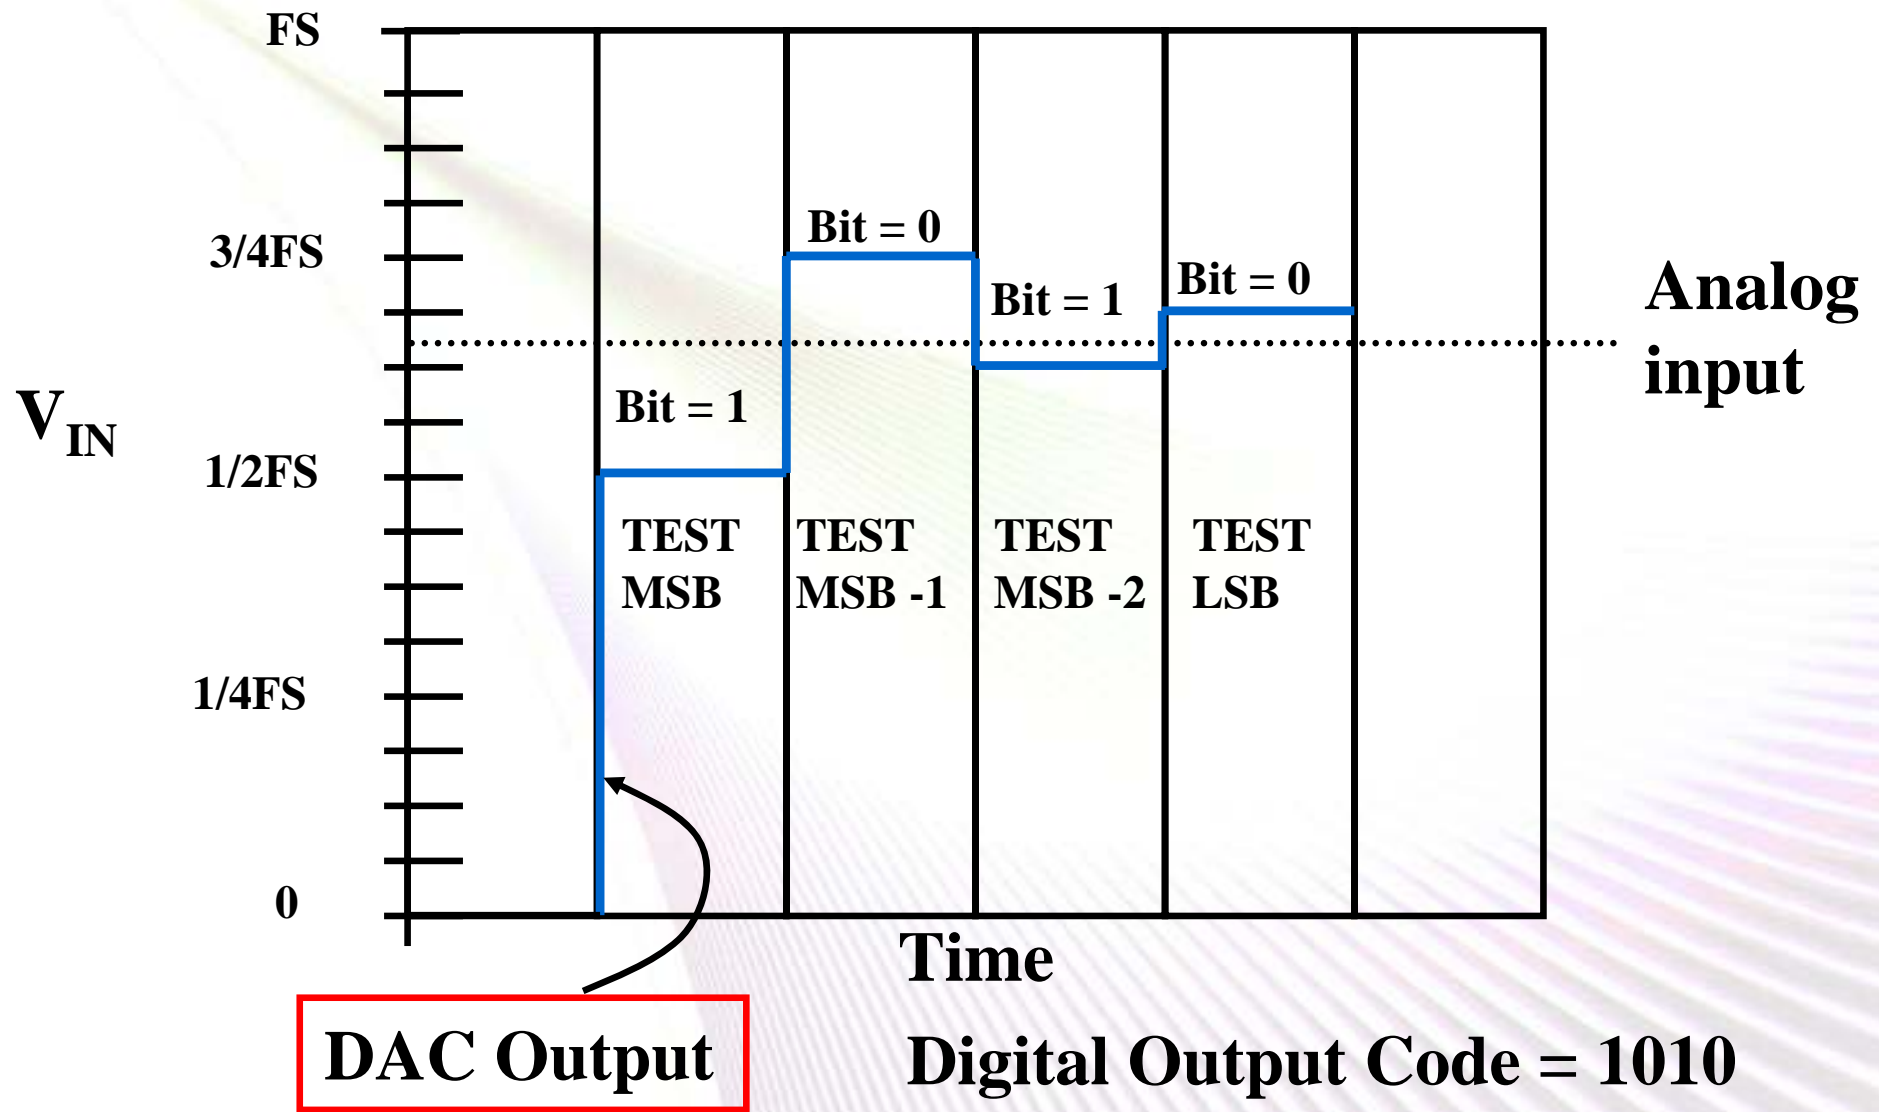 FS
3/4FS
1/2FS
1/4FS
0
V_IN
Bit = 1
Bit = 0
Bit = 1
Bit = 0
TEST
MSB
TEST
MSB -1
TEST
MSB -2
TEST
LSB
Analog
input
Time
DAC Output
Digital Output Code = 1010